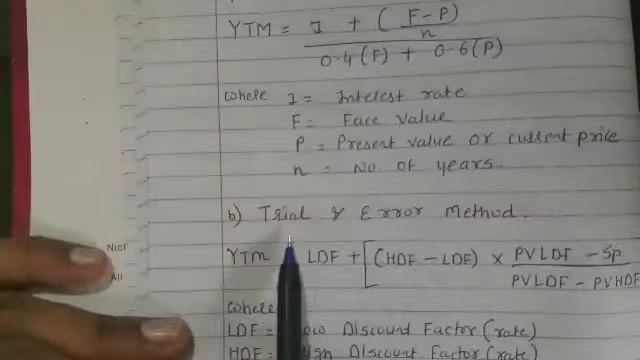 YTM = I + (F-P)
n
0.4(F) + 0.6(P)
where I = Interest rate
F = Face Value
P = Present value or current price
n = No. of years.
b) Trial & Error Method.
YTM LDF + [(HDF - LDF) × PVLDF - SP
PVLDF - PVHDF
where
LDF = Low Discount Factor (rate)
HDF = High Discount Factor (rate)